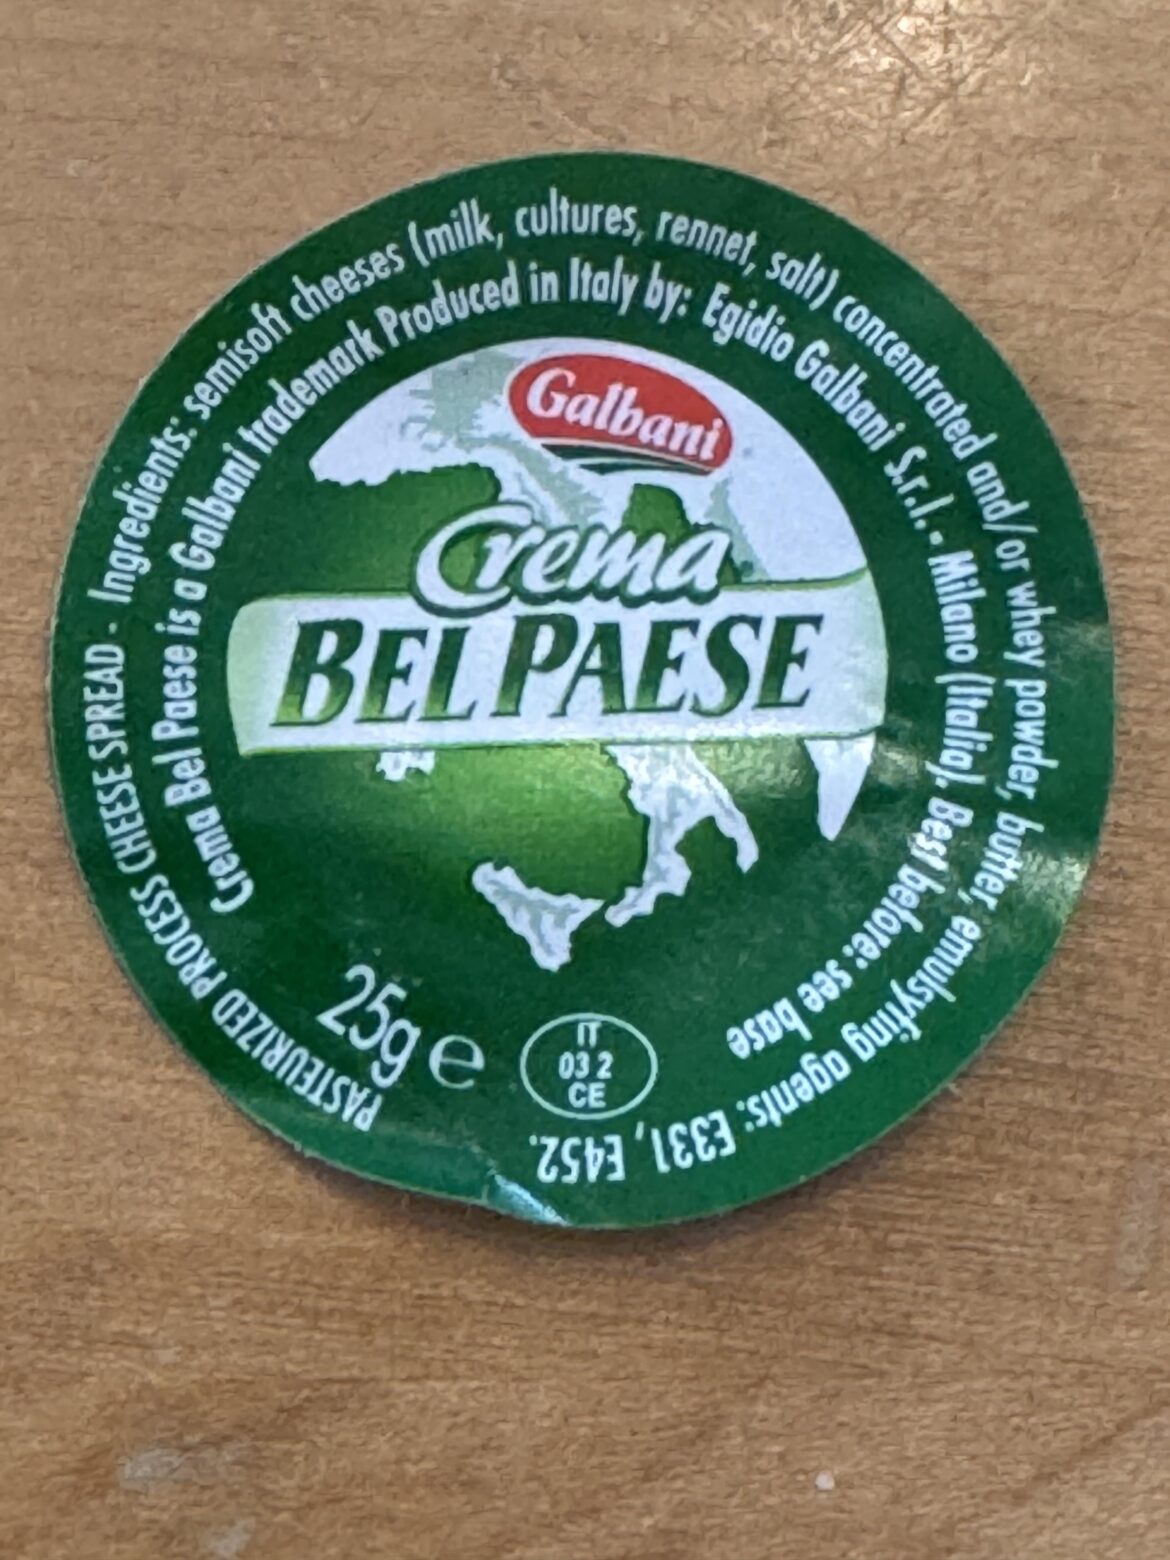 PASTEURIZED PROCESS CHEESE SPREAD - Ingredients: semisoft cheeses (milk, cultures, rennet, salt) concentrated and/or whey powder, butter, emulsyfing agents: E331, E452.
Crema Bel Paese is a Galbani trademark Produced in Italy by: Egidio Galbani S.r.l. - Milano (Italia). Best before: see base
Galbani
Crema
BEL PAESE
25g e
IT
03 2
CE